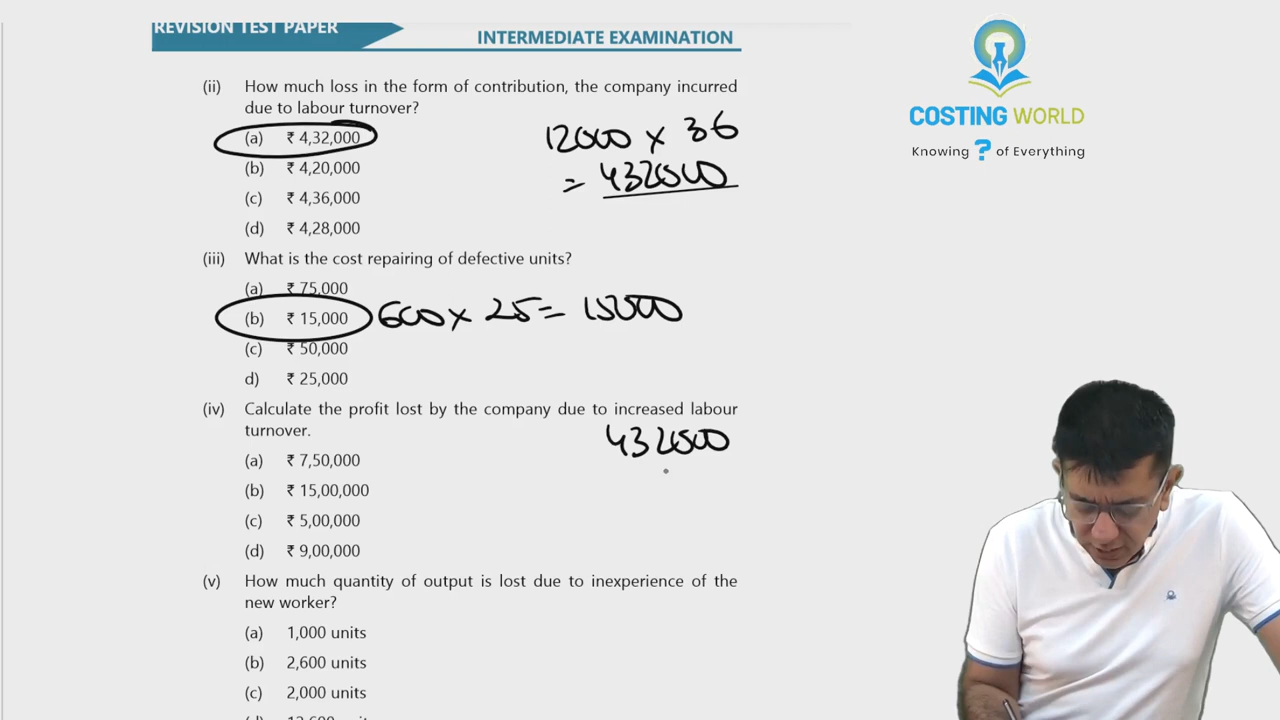 REVISION TEST PAPER
INTERMEDIATE EXAMINATION
(ii) How much loss in the form of contribution, the company incurred
due to labour turnover?
(a) ₹ 4,32,000
(b) ₹ 4,20,000
(c) ₹ 4,36,000
(d) ₹ 4,28,000
12000 x 36
= 432000
(iii) What is the cost repairing of defective units?
(a) ₹ 75,000
(b) ₹ 15,000 600 x 25 = 15000
(c) ₹ 50,000
d) ₹ 25,000
(iv) Calculate the profit lost by the company due to increased labour
turnover.
432000
(a) ₹ 7,50,000
(b) ₹ 15,00,000
(c) ₹ 5,00,000
(d) ₹ 9,00,000
(v) How much quantity of output is lost due to inexperience of the
new worker?
(a) 1,000 units
(b) 2,600 units
(c) 2,000 units
COSTING WORLD
Knowing ? of Everything